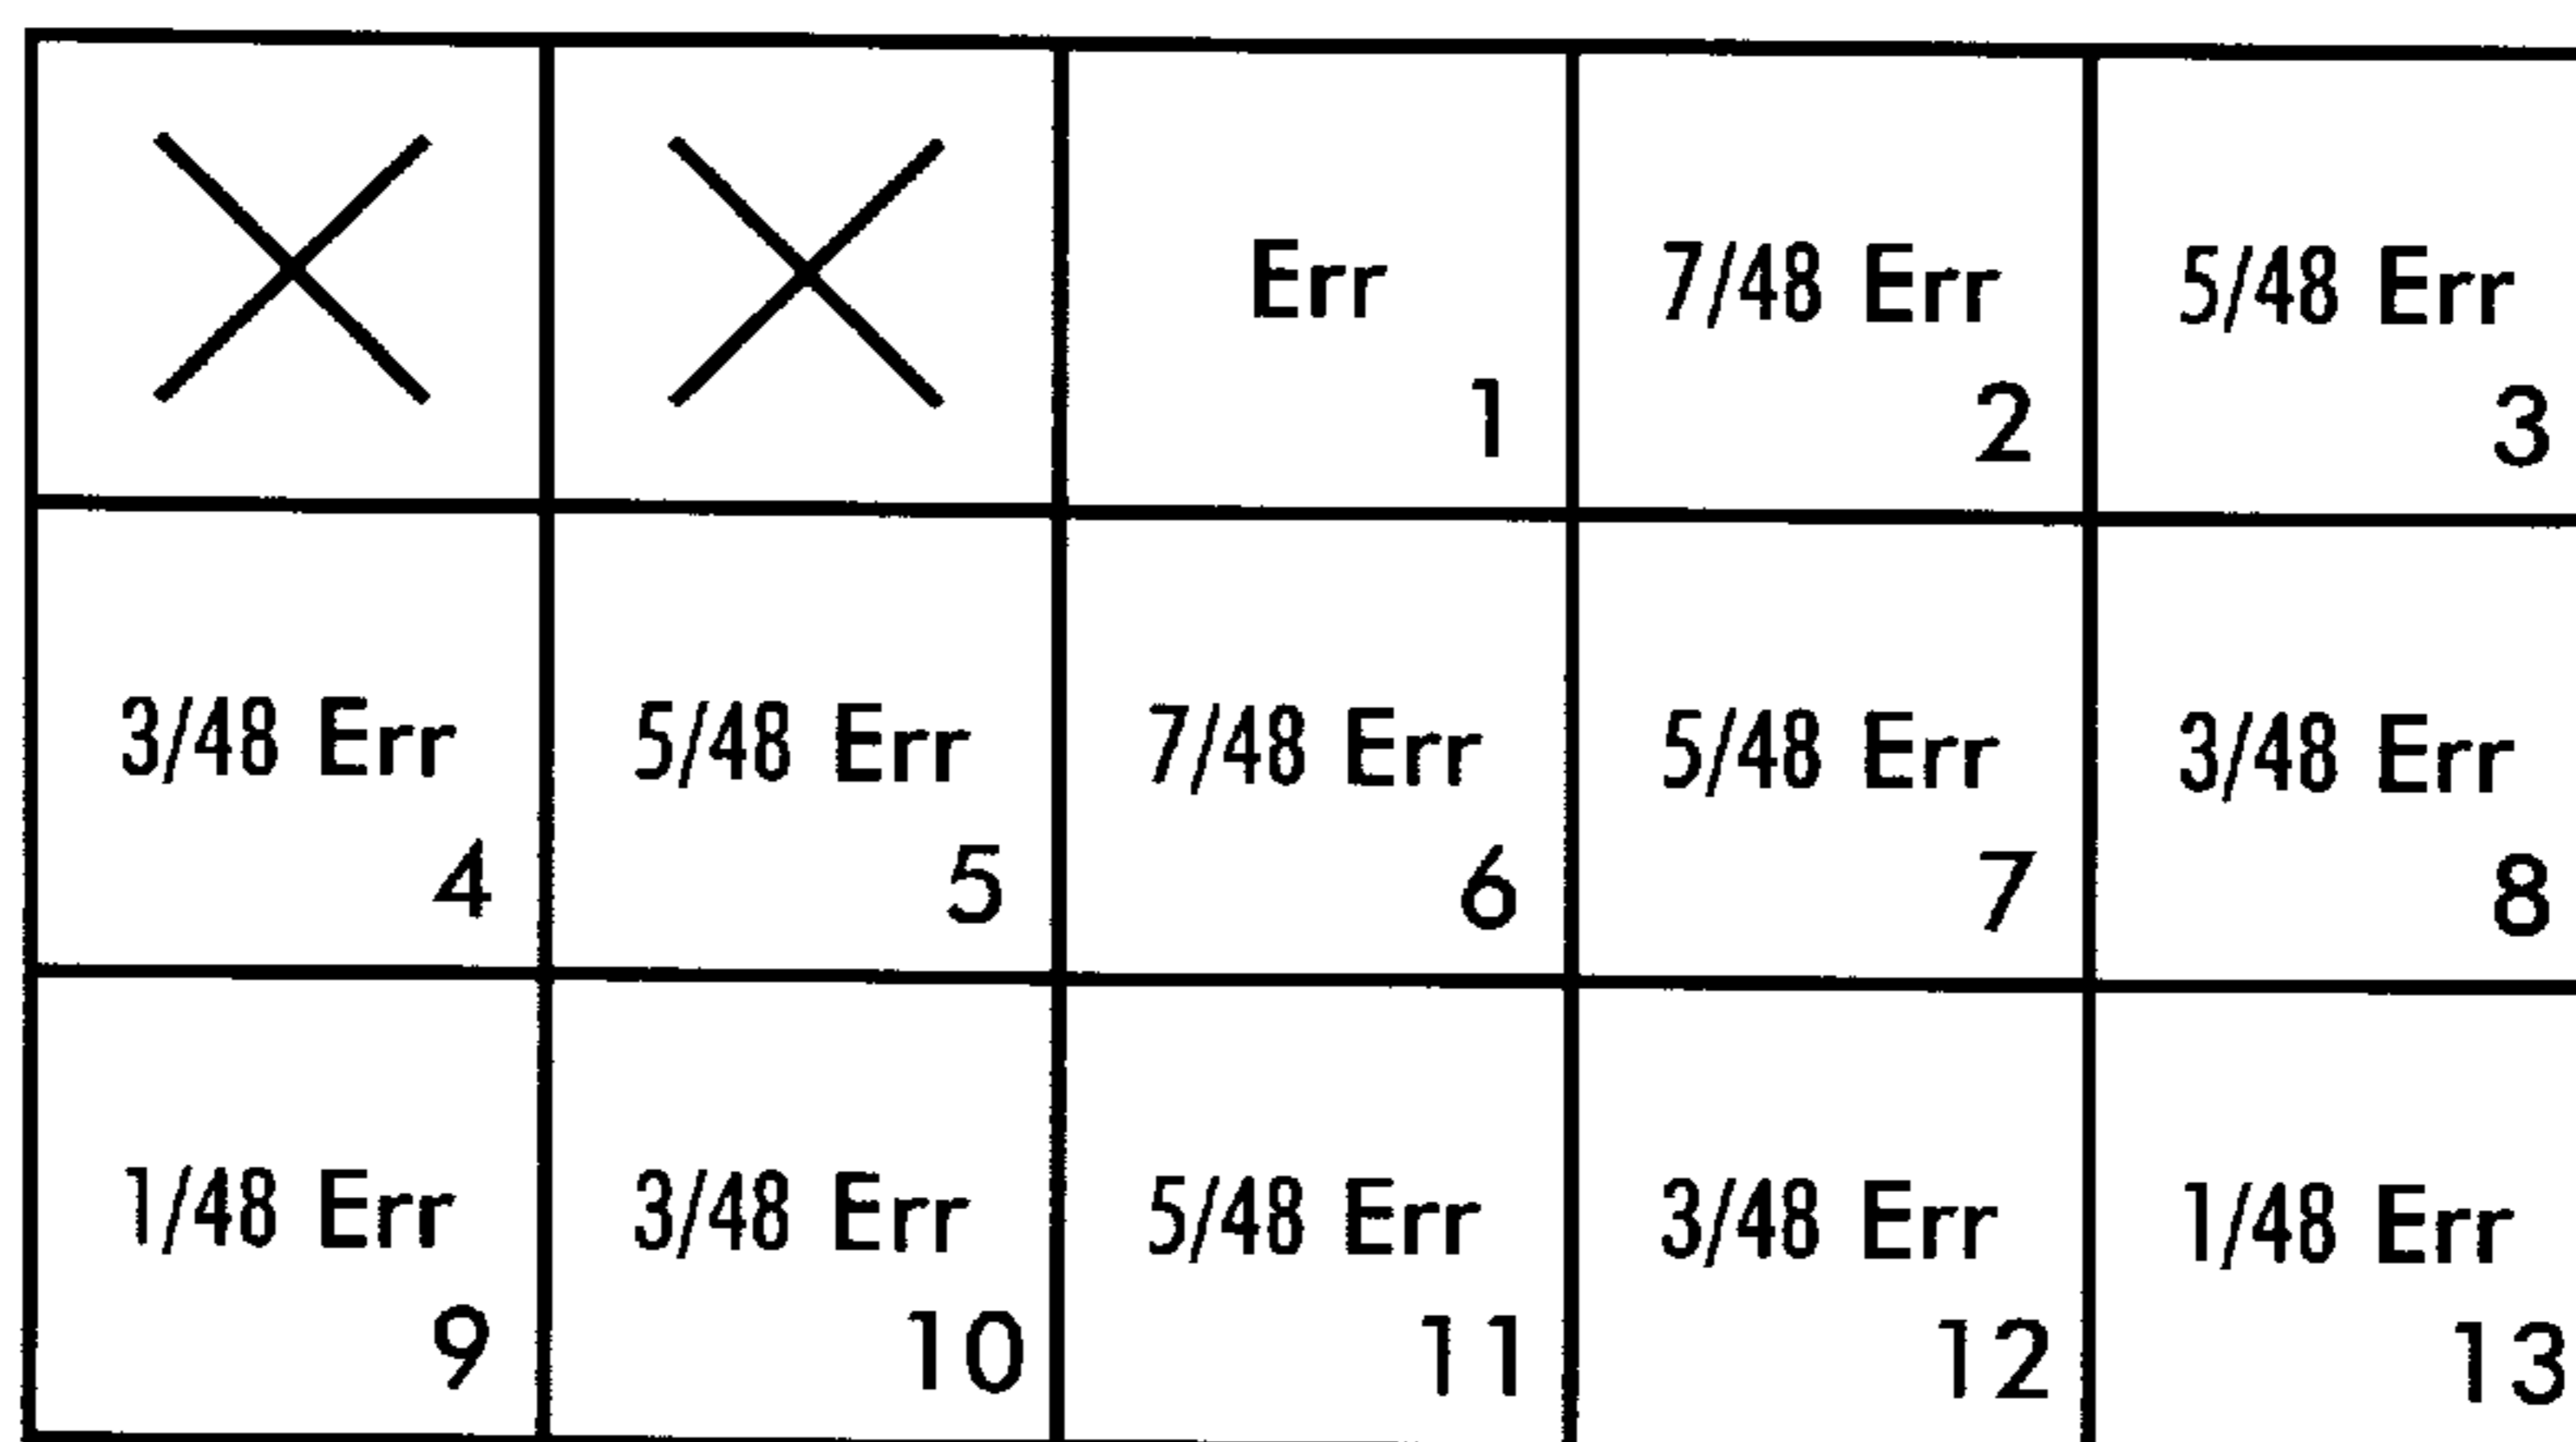 Err 7/48 Err 5/48 Err
1 2 3
3/48 Err 5/48 Err 7/48 Err 5/48 Err 3/48 Err
4 5 6 7 8
1/48 Err 3/48 Err 5/48 Err 3/48 Err 1/48 Err
9 10 11 12 13